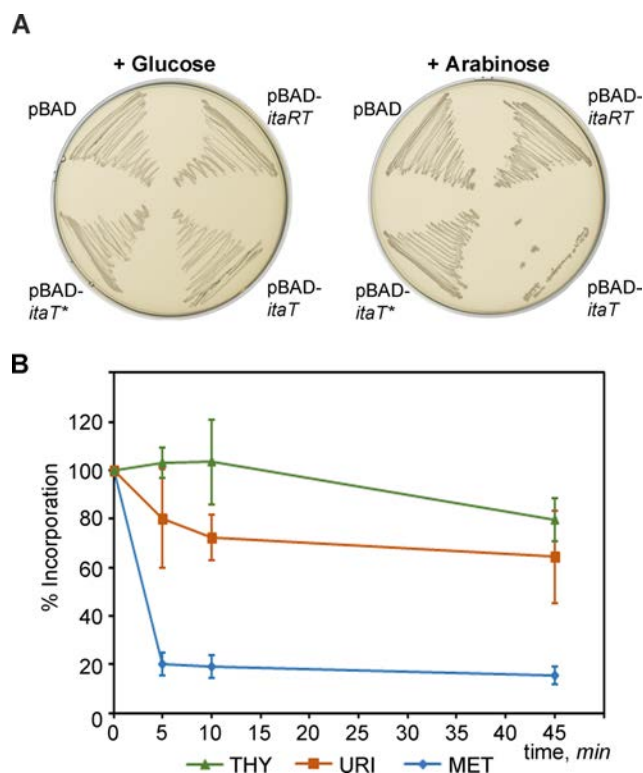 A
+ Glucose
+ Arabinose
pBAD
pBAD-
itaRT
pBAD-
itaT*
pBAD-
itaT
pBAD
pBAD-
itaRT
pBAD-
itaT*
pBAD-
itaT
B
% Incorporation
120
100
80
60
40
20
0
0 5 10 15 20 25 30 35 40 45
time, min
THY URI MET